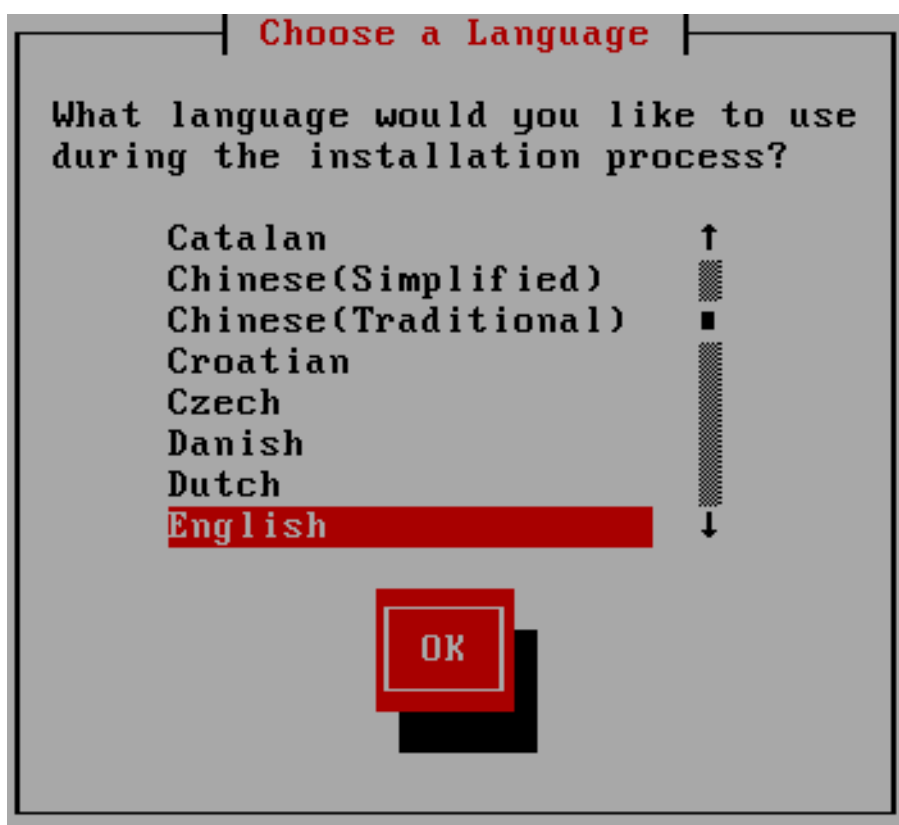 Choose a Language
What language would you like to use
during the installation process?
Catalan
Chinese(Simplified)
Chinese(Traditional)
Croatian
Czech
Danish
Dutch
English
OK